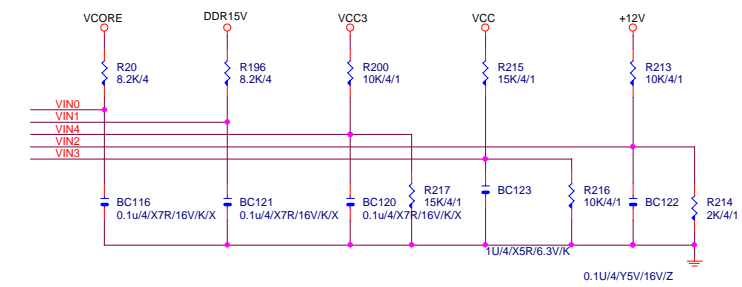 VCORE DDR15V VCC3 VCC +12V
R20 R196 R200 R215 R213
8.2K/4 8.2K/4 10K/4/1 15K/4/1 10K/4/1
VIN0
VIN1
VIN4
VIN2
VIN3
BC116 BC121 BC120 R217 BC123 R216 BC122 R214
0.1u/4/X7R/16V/K/X 0.1u/4/X7R/16V/K/X 0.1u/4/X7R/16V/K/X 15K/4/1 10K/4/1 2K/4/1
1U/4/X5R/6.3V/K
0.1U/4/Y5V/16V/Z